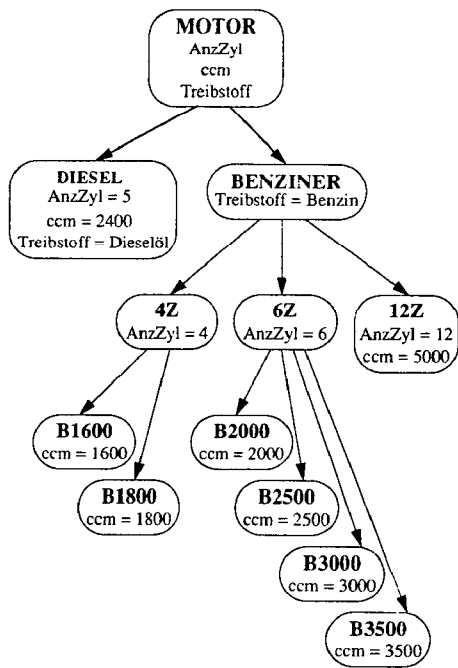 MOTOR
AnzZyl
ccm
Treibstoff
DIESEL
AnzZyl = 5
ccm = 2400
Treibstoff = Dieselöl
BENZINER
Treibstoff = Benzin
4Z
AnzZyl = 4
6Z
AnzZyl = 6
12Z
AnzZyl = 12
ccm = 5000
B1600
ccm = 1600
B1800
ccm = 1800
B2000
ccm = 2000
B2500
ccm = 2500
B3000
ccm = 3000
B3500
ccm = 3500